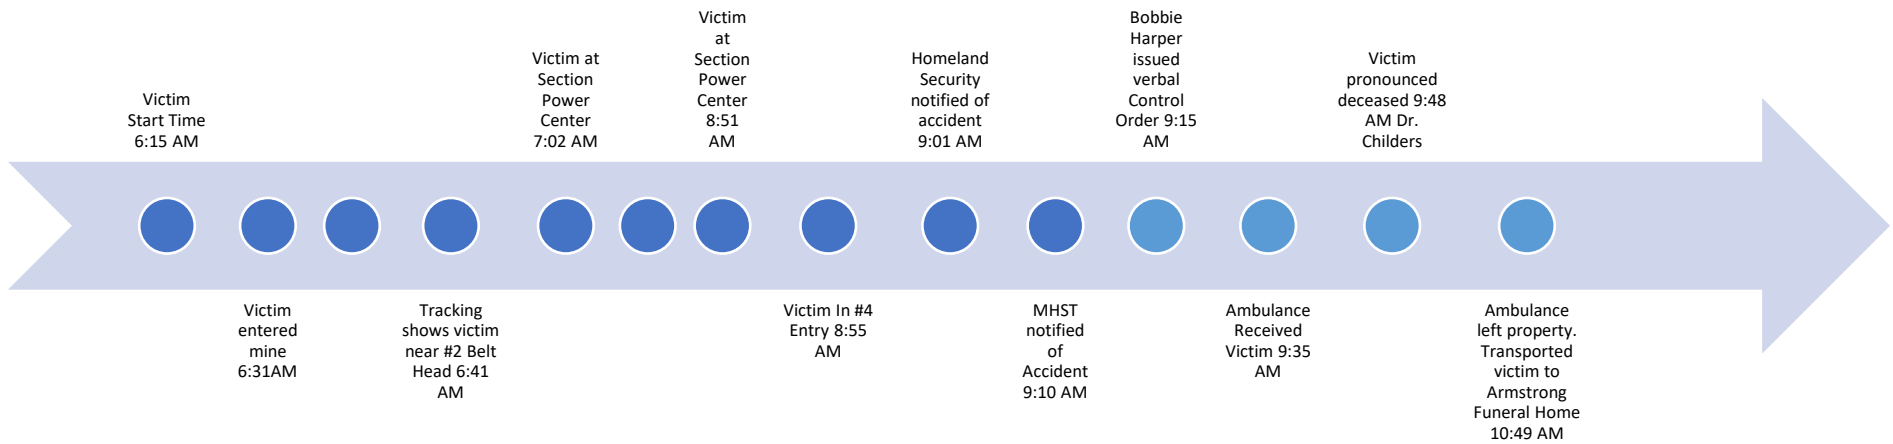 Victim
Start Time
6:15 AM
Victim
entered
mine
6:31AM
Tracking
shows victim
near #2 Belt
Head 6:41
AM
Victim at
Section
Power
Center
7:02 AM
Victim
at
Section
Power
Center
8:51
AM
Victim In #4
Entry 8:55
AM
Homeland
Security
notified of
accident
9:01 AM
MHST
notified
of
Accident
9:10 AM
Bobbie
Harper
issued
verbal
Control
Order 9:15
AM
Ambulance
Received
Victim 9:35
AM
Victim
pronounced
deceased 9:48
AM Dr.
Childers
Ambulance
left property.
Transported
victim to
Armstrong
Funeral Home
10:49 AM